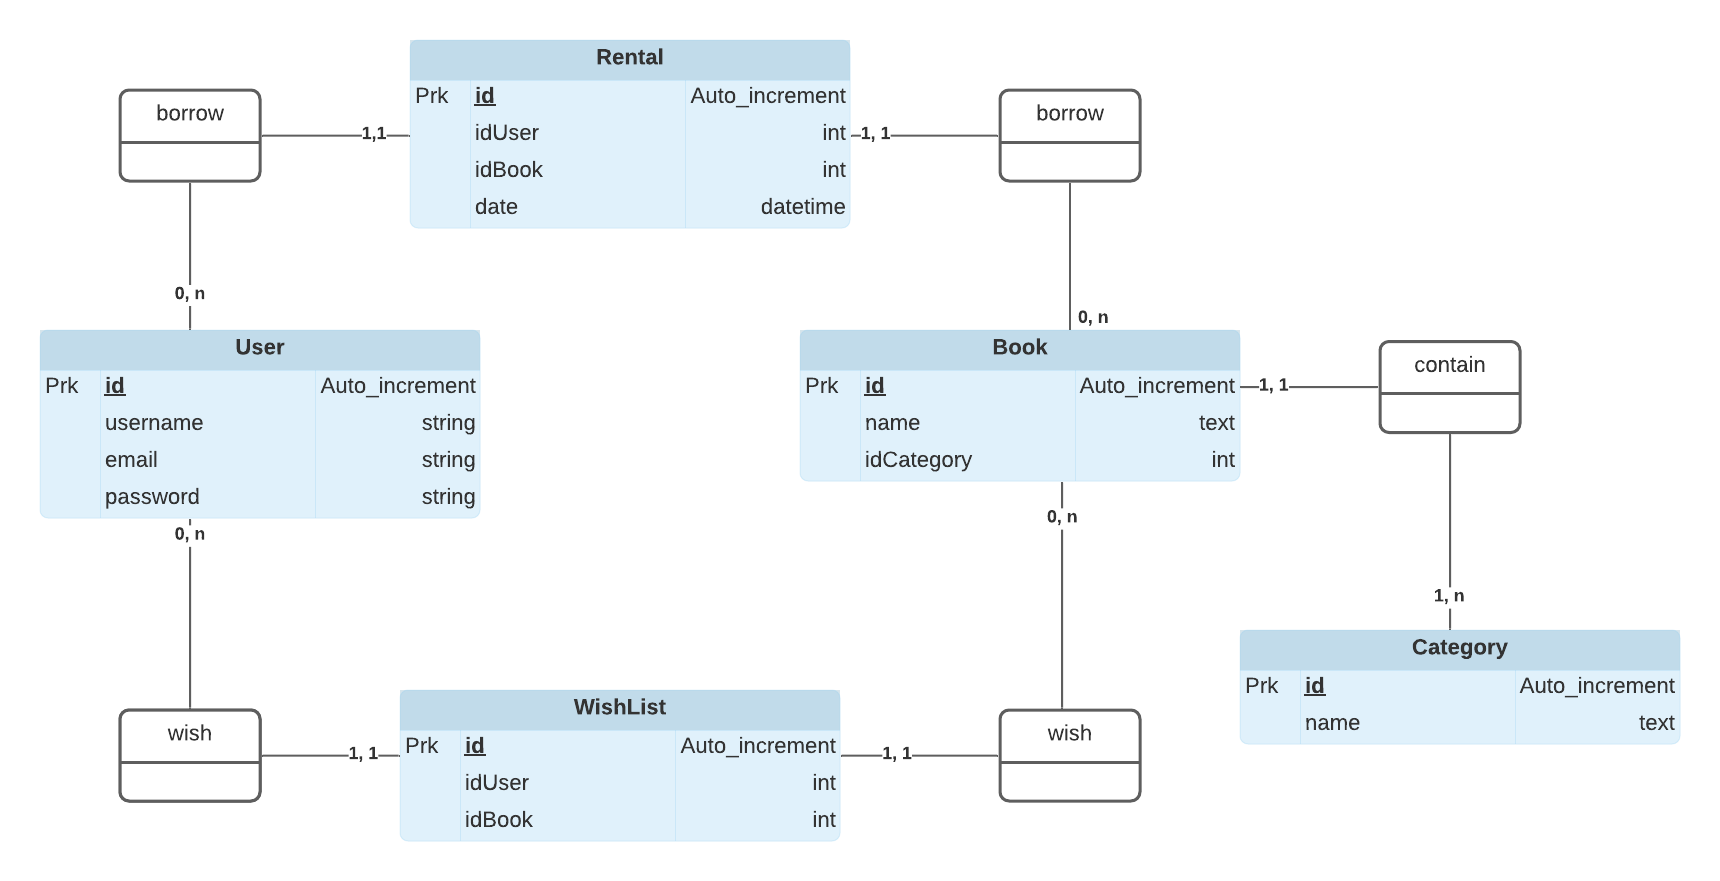 Rental
Prk id Auto_increment
idUser int
idBook int
date datetime
borrow
1,1
1, 1
borrow
0, n
0, n
User
Prk id Auto_increment
username string
email string
password string
0, n
Book
Prk id Auto_increment
name text
idCategory int
0, n
1, 1
contain
1, n
Category
Prk id Auto_increment
name text
wish
1, 1
WishList
Prk id Auto_increment
idUser int
idBook int
1, 1
wish